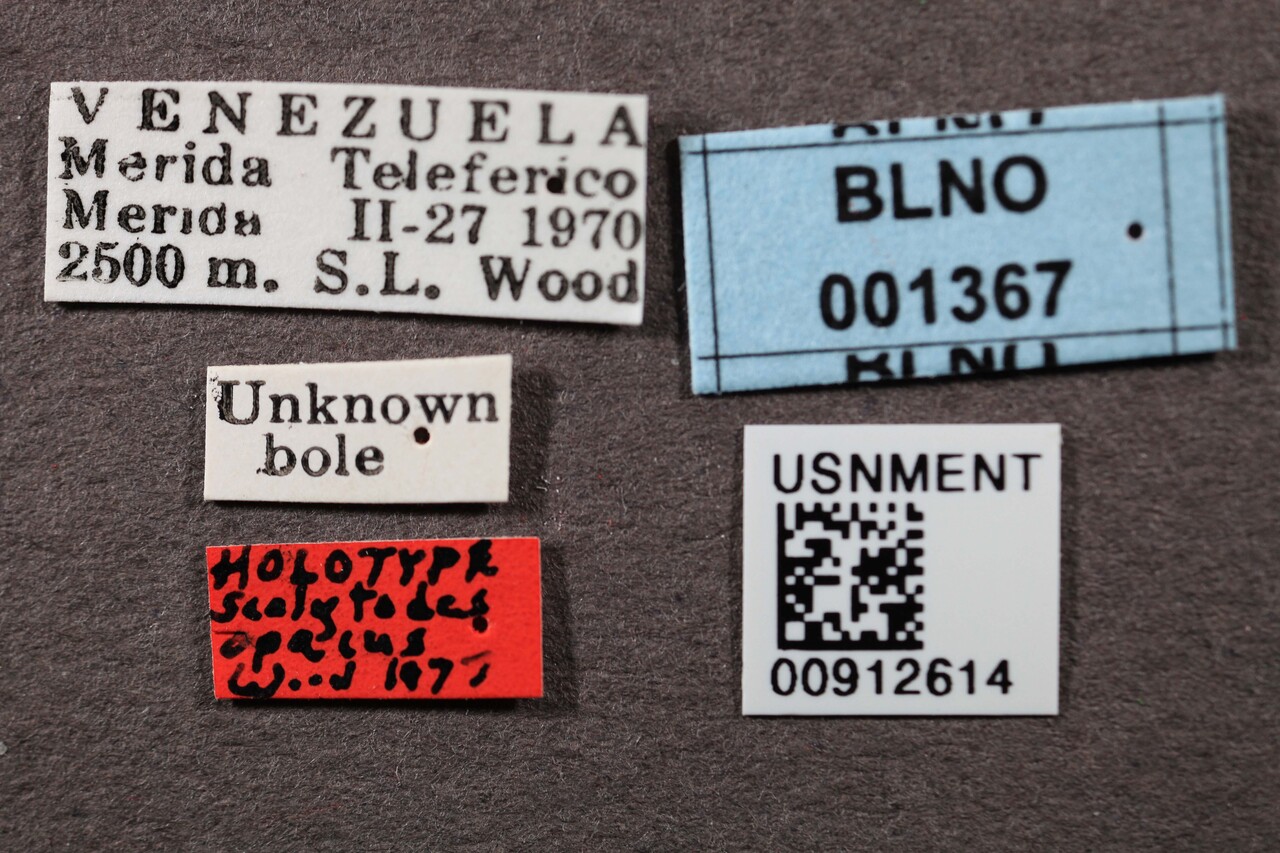 VENEZUELA
Merida Teleferico
Merida II-27 1970
2500 m. S.L. Wood
BLNO
001367
BLNO
Unknown
bole
USNMENT
00912614
HOLOTYPE
Scolytodes
opacus
Wood